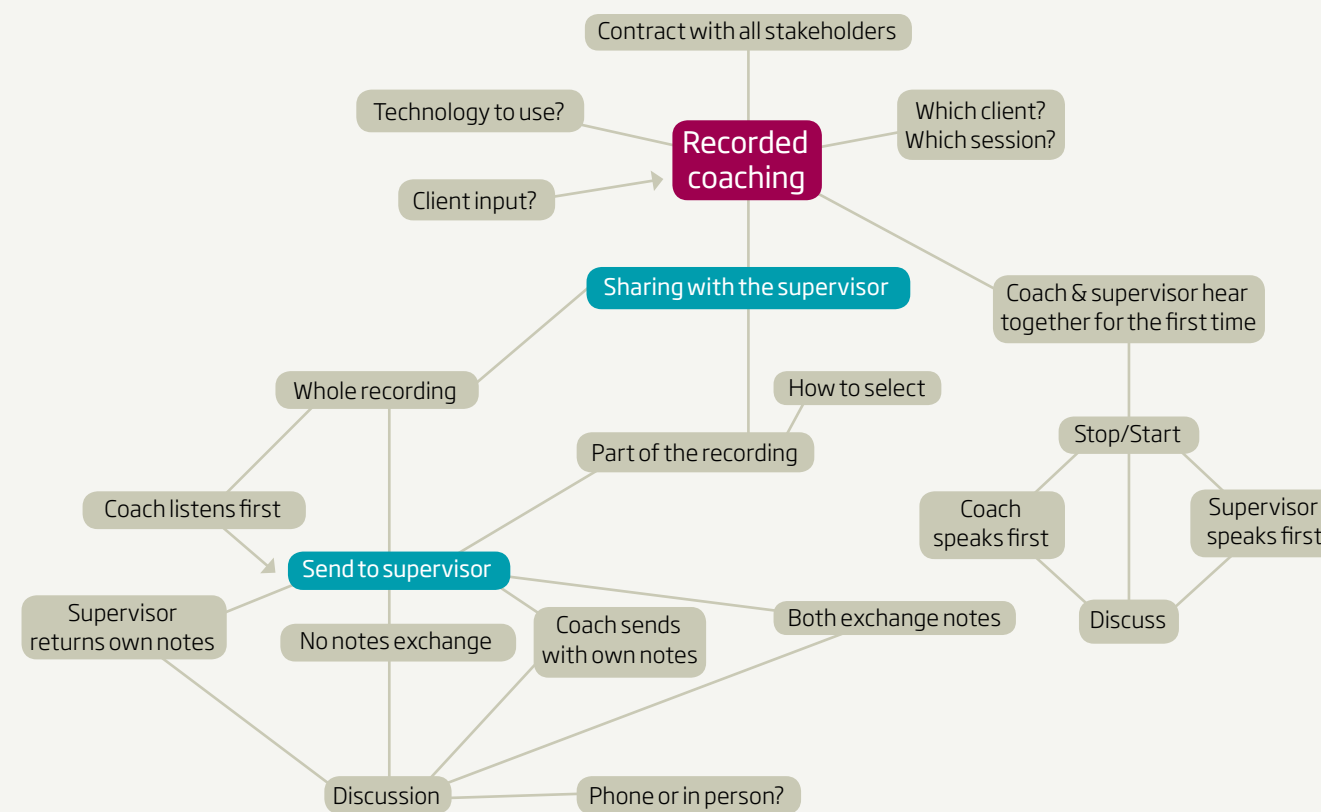 Contract with all stakeholders
Technology to use?
Which client?
Which session?
Recorded
coaching
Client input?
Sharing with the supervisor
Coach & supervisor hear
together for the first time
Whole recording
How to select
Part of the recording
Stop/Start
Coach listens first
Coach
speaks first
Supervisor
speaks first
Send to supervisor
Supervisor
returns own notes
No notes exchange
Coach sends
with own notes
Both exchange notes
Discuss
Discussion
Phone or in person?